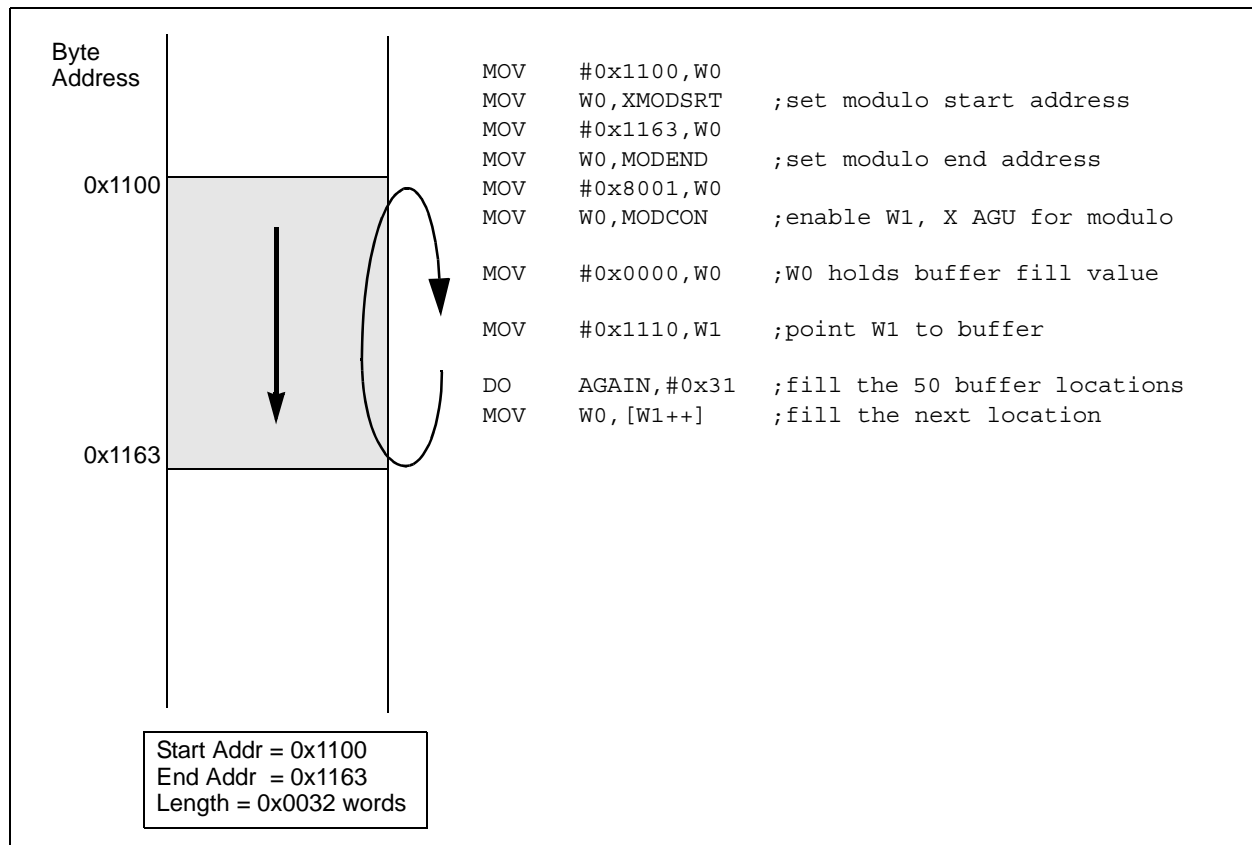 Byte
Address
0x1100
0x1163
MOV #0x1100,W0
MOV W0,XMODSRT ;set modulo start address
MOV #0x1163,W0
MOV W0,MODEND ;set modulo end address
MOV #0x8001,W0
MOV W0,MODCON ;enable W1, X AGU for modulo
MOV #0x0000,W0 ;W0 holds buffer fill value
MOV #0x1110,W1 ;point W1 to buffer
DO AGAIN,#0x31 ;fill the 50 buffer locations
MOV W0,[W1++] ;fill the next location
Start Addr = 0x1100
End Addr = 0x1163
Length = 0x0032 words